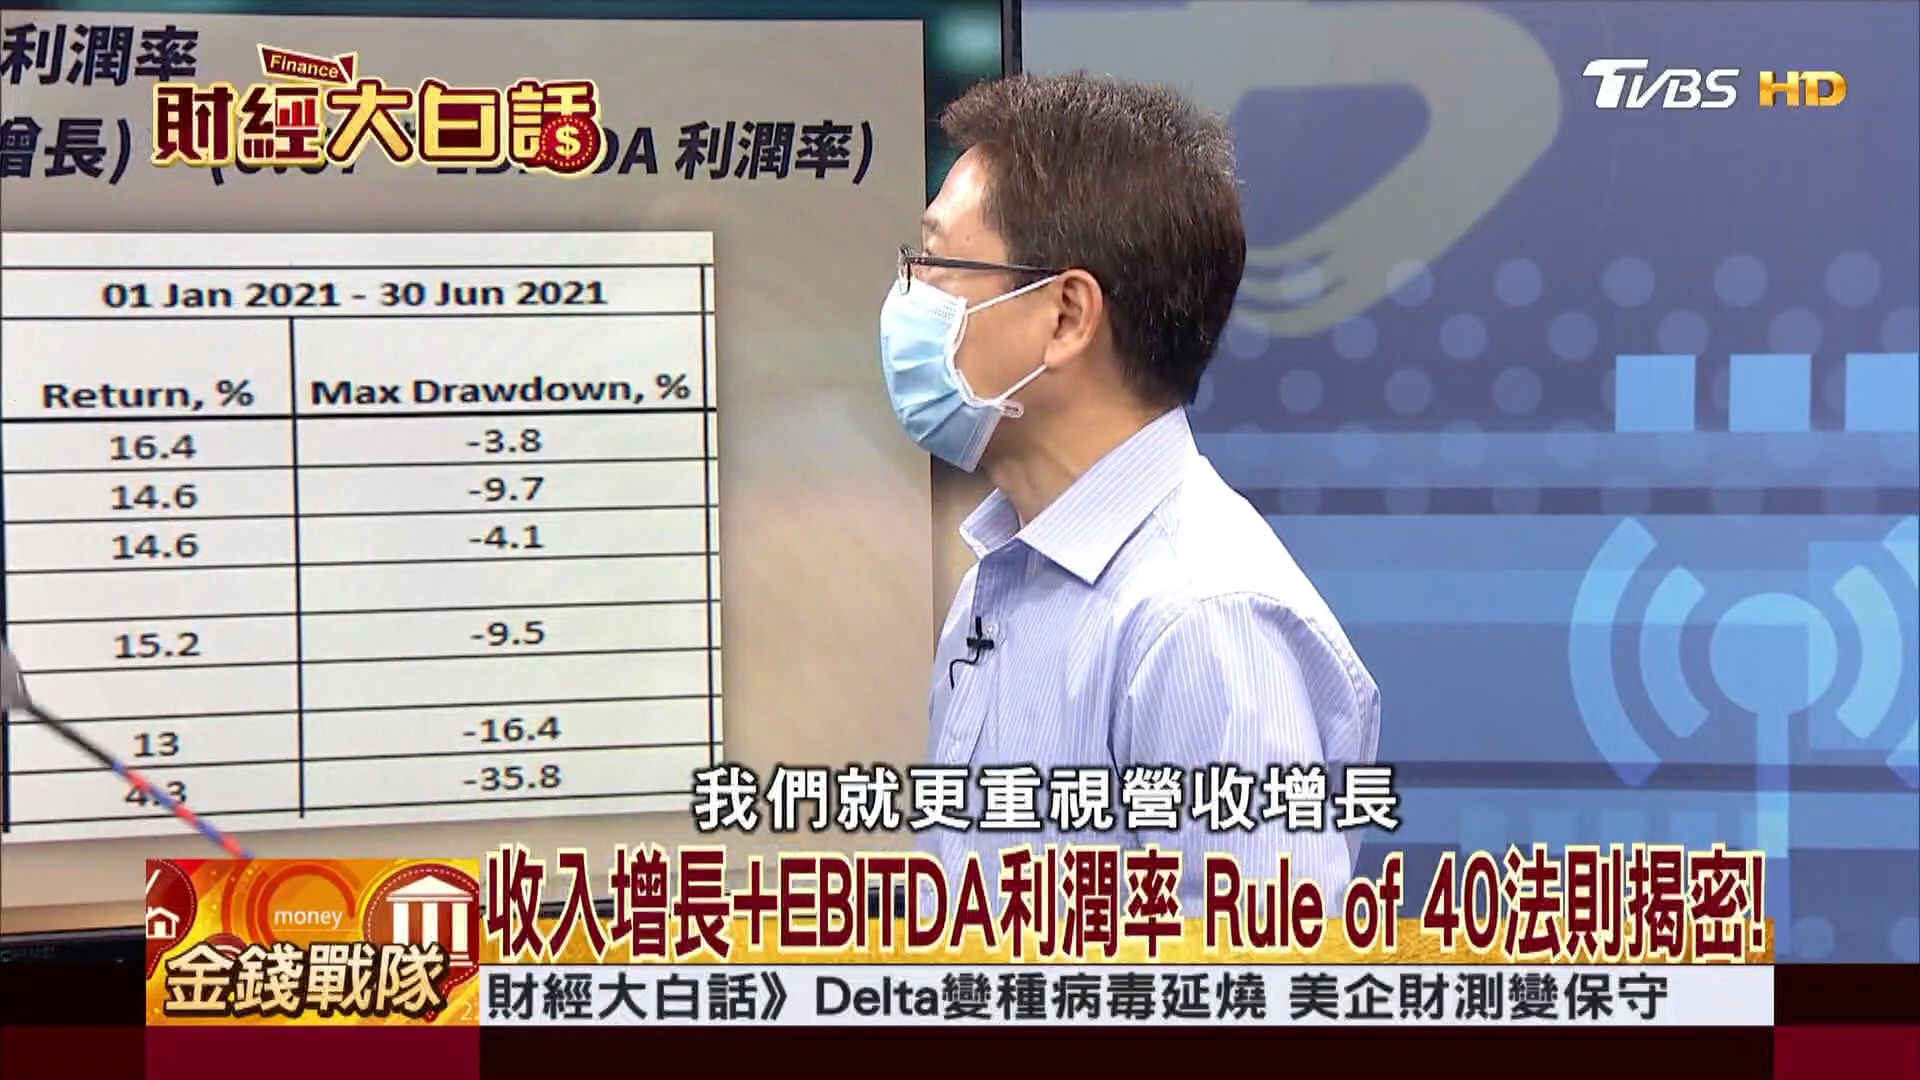 利潤率
Finance
財經大白話
$
增長)
DA 利潤率)
TVBS HD
01 Jan 2021 - 30 Jun 2021
Return, % Max Drawdown, %
16.4 -3.8
14.6 -9.7
14.6 -4.1
15.2 -9.5
13 -16.4
4.3 -35.8
我們就更重視營收增長
money
金錢戰隊
收入增長+EBITDA利潤率 Rule of 40法則揭密!
財經大白話》Delta變種病毒延燒 美企財測變保守